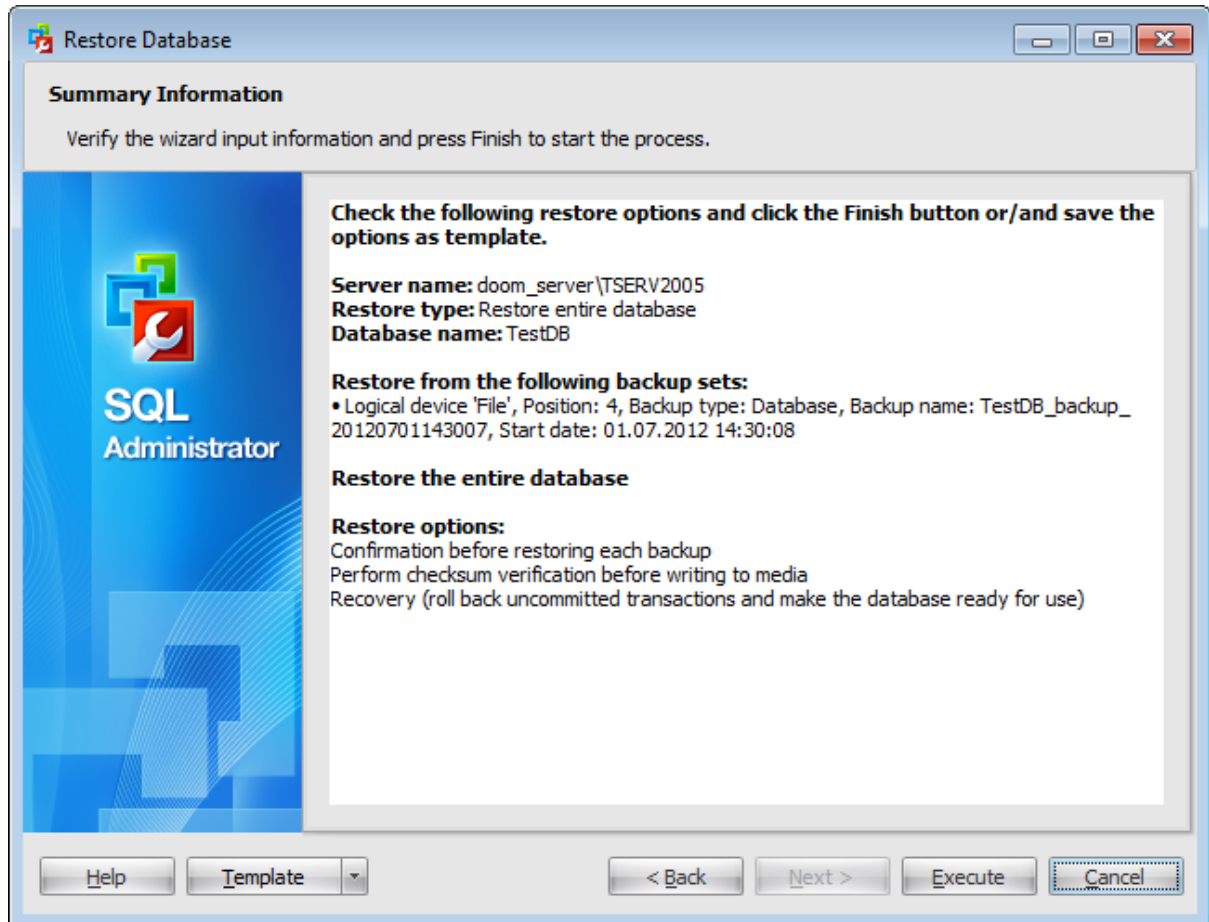 Restore Database
Summary Information
Verify the wizard input information and press Finish to start the process.
Check the following restore options and click the Finish button or/and save the
options as template.
Server name: doom_server\TSERV2005
Restore type: Restore entire database
Database name: TestDB
Restore from the following backup sets:
• Logical device 'File', Position: 4, Backup type: Database, Backup name: TestDB_backup_
20120701143007, Start date: 01.07.2012 14:30:08
Restore the entire database
Restore options:
Confirmation before restoring each backup
Perform checksum verification before writing to media
Recovery (roll back uncommitted transactions and make the database ready for use)
SQL
Administrator
Help Template < Back Next > Execute Cancel